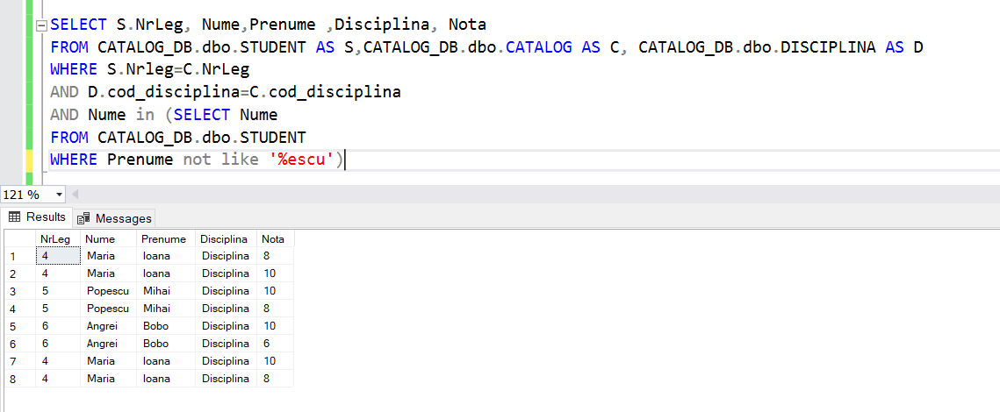 SELECT S.NrLeg, Nume,Prenume ,Disciplina, Nota
FROM CATALOG_DB.dbo.STUDENT AS S,CATALOG_DB.dbo.CATALOG AS C, CATALOG_DB.dbo.DISCIPLINA AS D
WHERE S.Nrleg=C.NrLeg
AND D.cod_disciplina=C.cod_disciplina
AND Nume in (SELECT Nume
FROM CATALOG_DB.dbo.STUDENT
WHERE Prenume not like '%escu')
121 %
Results Messages
NrLeg Nume Prenume Disciplina Nota
1 4 Maria Ioana Disciplina 8
2 4 Maria Ioana Disciplina 10
3 5 Popescu Mihai Disciplina 10
4 5 Popescu Mihai Disciplina 8
5 6 Angrei Bobo Disciplina 10
6 6 Angrei Bobo Disciplina 6
7 4 Maria Ioana Disciplina 10
8 4 Maria Ioana Disciplina 8